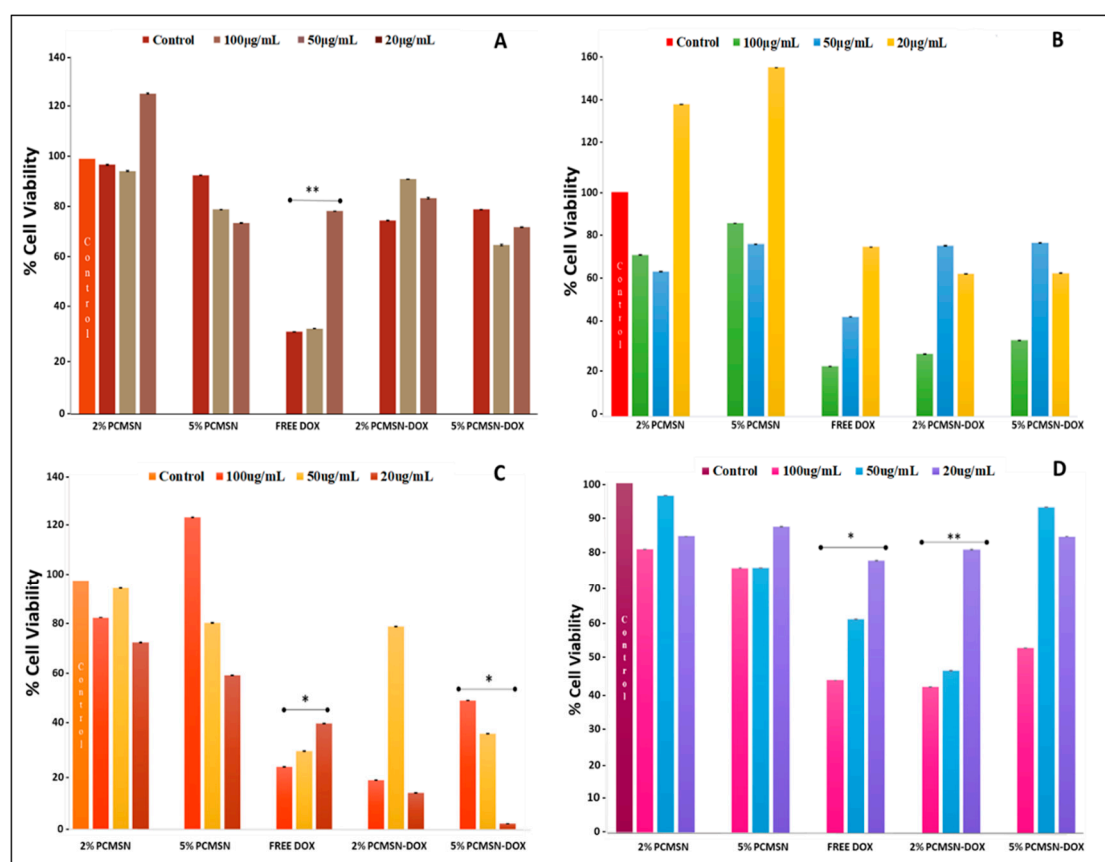 Control 100µg/mL 50µg/mL 20µg/mL
A
% Cell Viability
140
120
100
80
60
40
20
0
Control
**
2% PCMSN 5% PCMSN FREE DOX 2% PCMSN-DOX 5% PCMSN-DOX
Control 100µg/mL 50µg/mL 20µg/mL
B
% Cell Viability
160
140
100
80
60
40
20
0
Control
2% PCMSN 5% PCMSN FREE DOX 2% PCMSN-DOX 5% PCMSN-DOX
Control 100ug/mL 50ug/mL 20ug/mL
C
% Cell Viability
140
120
100
80
60
40
20
0
Control
*
*
2% PCMSN 5% PCMSN FREE DOX 2% PCMSN-DOX 5% PCMSN-DOX
Control 100ug/mL 50ug/mL 20ug/mL
D
% Cell Viability
100
90
80
60
50
40
30
20
10
0
Control
*
**
2% PCMSN 5% PCMSN FREE DOX 2% PCMSN-DOX 5% PCMSN-DOX